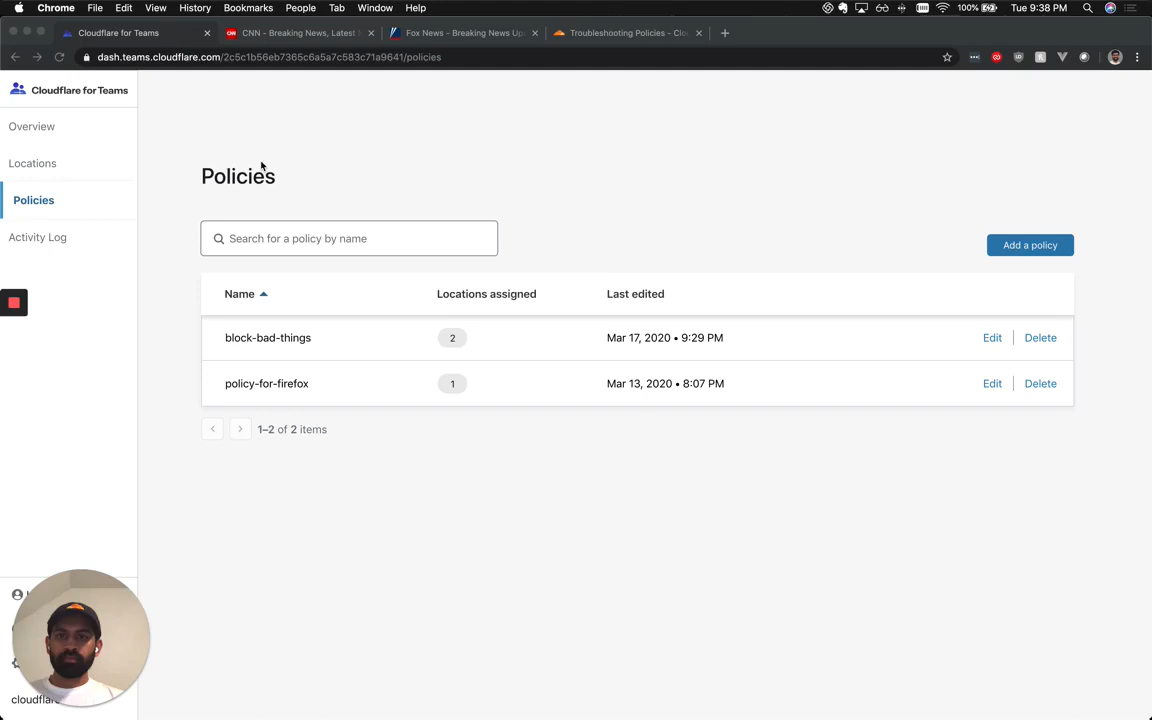 Chrome File Edit View History Bookmarks People Tab Window Help 100% Tue 9:38 PM
Cloudflare for Teams CNN - Breaking News, Latest Fox News - Breaking News Up Troubleshooting Policies - Clo
dash.teams.cloudflare.com/2c5c1b56eb7365c6a5a7c583c71a9641/policies
Cloudflare for Teams
Overview
Locations
Policies
Activity Log
Policies
Search for a policy by name
Add a policy
Name Locations assigned Last edited
block-bad-things 2 Mar 17, 2020 • 9:29 PM Edit Delete
policy-for-firefox 1 Mar 13, 2020 • 8:07 PM Edit Delete
1–2 of 2 items
cloudflare